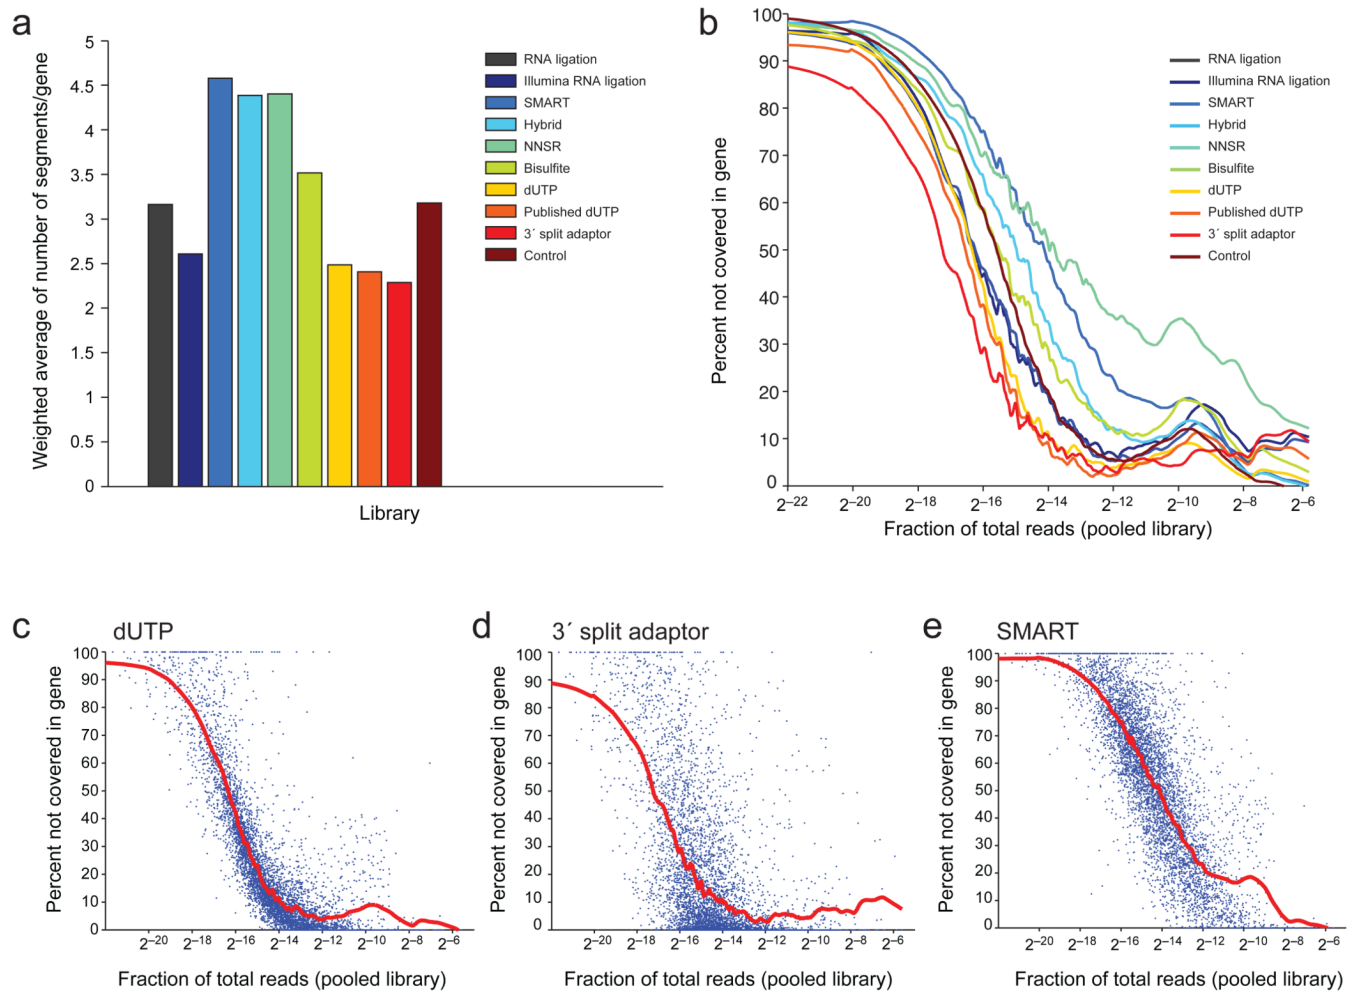 a
Weighted average of number of segments/gene
5
4.5
4
3.5
3
2.5
2
1.5
1
0.5
0
Library
RNA ligation
Illumina RNA ligation
SMART
Hybrid
NNSR
Bisulfite
dUTP
Published dUTP
3´ split adaptor
Control
b
Percent not covered in gene
100
90
80
70
60
50
40
30
20
10
0
2–22 2–20 2–18 2–16 2–14 2–12 2–10 2–8 2–6
Fraction of total reads (pooled library)
RNA ligation
Illumina RNA ligation
SMART
Hybrid
NNSR
Bisulfite
dUTP
Published dUTP
3´ split adaptor
Control
c
dUTP
Percent not covered in gene
100
90
80
70
60
50
40
30
20
10
0
2–20 2–18 2–16 2–14 2–12 2–10 2–8 2–6
Fraction of total reads (pooled library)
d
3´ split adaptor
Percent not covered in gene
100
90
80
70
60
50
40
30
20
10
0
2–20 2–18 2–16 2–14 2–12 2–10 2–8 2–6
Fraction of total reads (pooled library)
e
SMART
Percent not covered in gene
100
90
80
70
60
50
40
30
20
10
0
2–20 2–18 2–16 2–14 2–12 2–10 2–8 2–6
Fraction of total reads (pooled library)